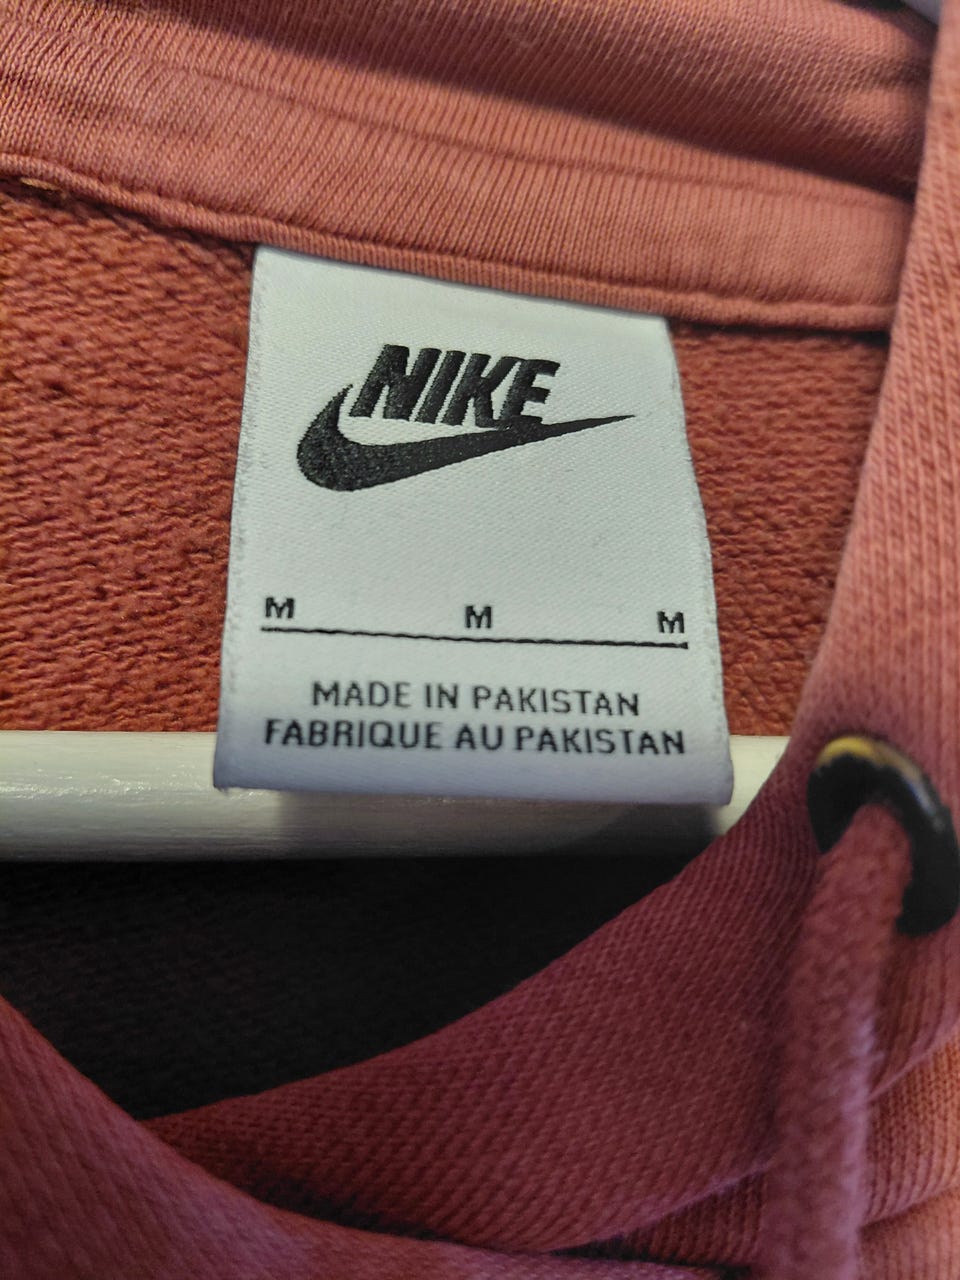 NIKE
M M M
MADE IN PAKISTAN
FABRIQUE AU PAKISTAN